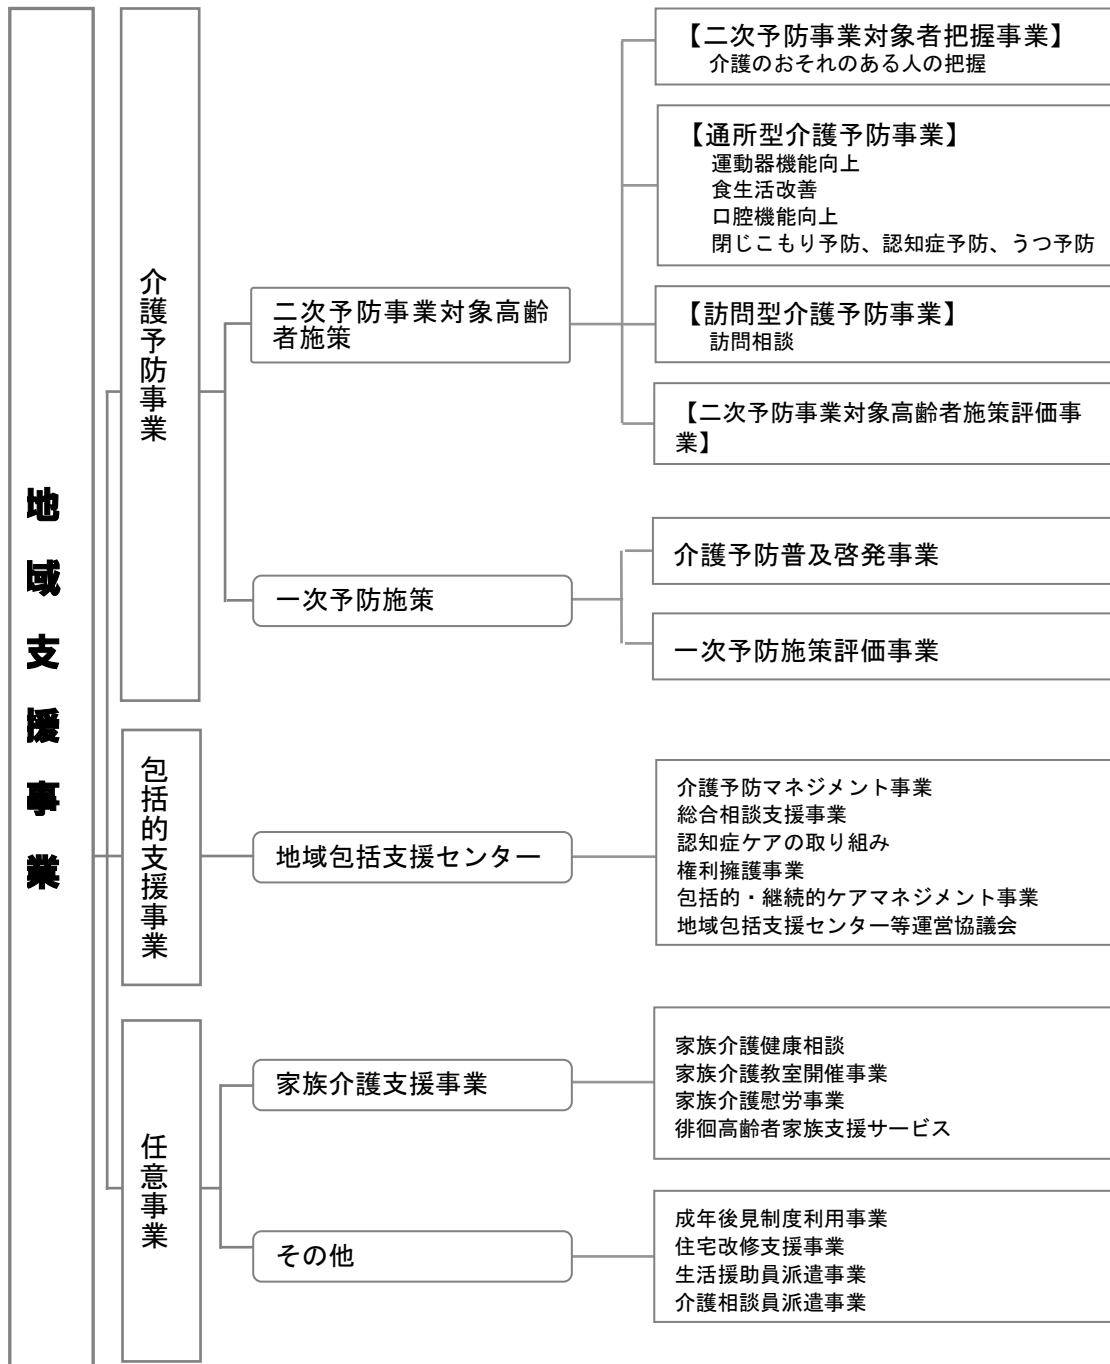 地域支援事業
介護予防事業
二次予防事業対象高齢
者施策
【二次予防事業対象者把握事業】
介護のおそれのある人の把握
【通所型介護予防事業】
運動器機能向上
食生活改善
口腔機能向上
閉じこもり予防、認知症予防、うつ予防
【訪問型介護予防事業】
訪問相談
【二次予防事業対象高齢者施策評価事
業】
一次予防施策
介護予防普及啓発事業
一次予防施策評価事業
包括的支援事業
地域包括支援センター
介護予防マネジメント事業
総合相談支援事業
認知症ケアの取り組み
権利擁護事業
包括的・継続的ケアマネジメント事業
地域包括支援センター等運営協議会
任意事業
家族介護支援事業
家族介護健康相談
家族介護教室開催事業
家族介護慰労事業
徘徊高齢者家族支援サービス
その他
成年後見制度利用事業
住宅改修支援事業
生活援助員派遣事業
介護相談員派遣事業